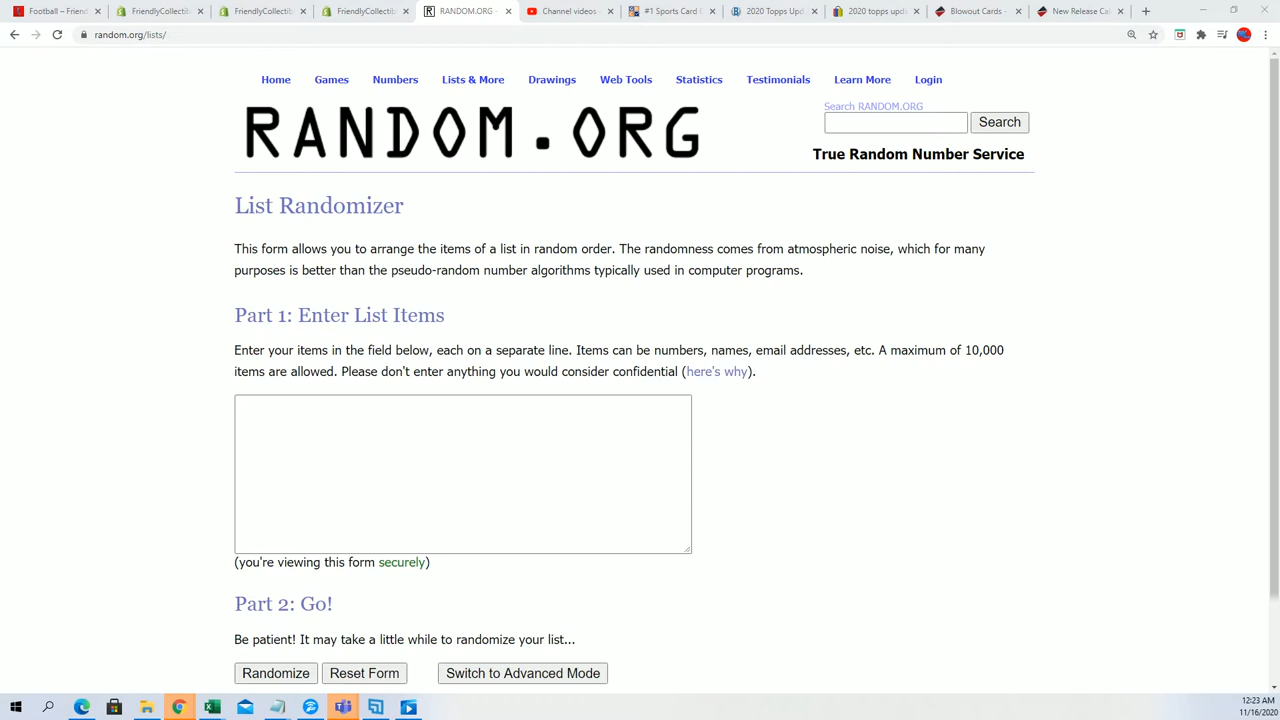 Football – Friend
FriendlyCollectib
FriendlyCollectib
FriendlyCollectib
RANDOM.ORG -
Channel videos
#1 Sports Card
2020 Topps Upd
2020 topps upd
Blowout Cards -
New Release Cal
random.org/lists/
Home Games Numbers Lists & More Drawings Web Tools Statistics Testimonials Learn More Login
RANDOM.ORG
Search RANDOM.ORG
Search
True Random Number Service
List Randomizer
This form allows you to arrange the items of a list in random order. The randomness comes from atmospheric noise, which for many
purposes is better than the pseudo-random number algorithms typically used in computer programs.
Part 1: Enter List Items
Enter your items in the field below, each on a separate line. Items can be numbers, names, email addresses, etc. A maximum of 10,000
items are allowed. Please don't enter anything you would consider confidential (here's why).
(you're viewing this form securely)
Part 2: Go!
Be patient! It may take a little while to randomize your list...
Randomize Reset Form Switch to Advanced Mode
12:23 AM
11/16/2020